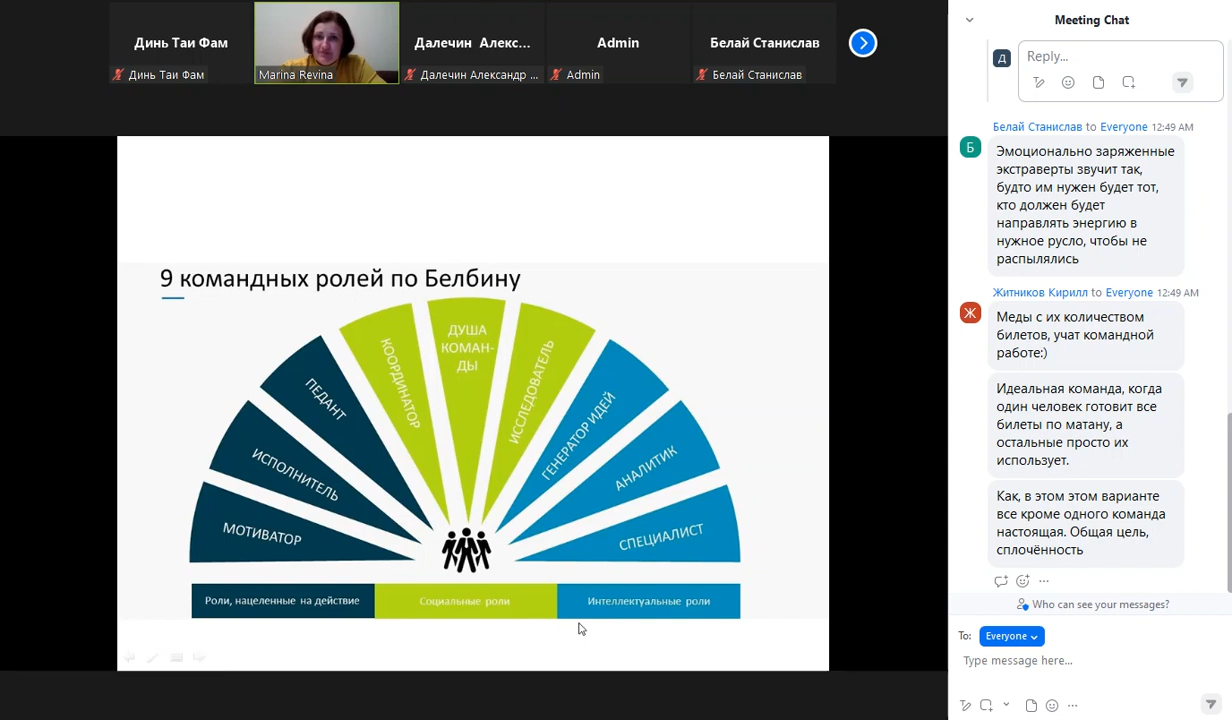 Динь Таи Фам
Далечин Алекс...
Admin
Белай Станислав
Динь Таи Фам
Marina Revina
Далечин Александр ...
Admin
Белай Станислав
9 командных ролей по Белбину
МОТИВАТОР
ИСПОЛНИТЕЛЬ
ПЕДАНТ
КООРДИНАТОР
ДУША
КОМАН-
ДЫ
ИССЛЕДОВАТЕЛЬ
ГЕНЕРАТОР ИДЕЙ
АНАЛИТИК
СПЕЦИАЛИСТ
Роли, нацеленные на действие
Социальные роли
Интеллектуальные роли
Meeting Chat
Д
Reply...
Белай Станислав to Everyone 12:49 AM
Б
Эмоционально заряженные
экстраверты звучит так,
будто им нужен будет тот,
кто должен будет
направлять энергию в
нужное русло, чтобы не
распылялись
Житников Кирилл to Everyone 12:49 AM
Ж
Меды с их количеством
билетов, учат командной
работе:)
Идеальная команда, когда
один человек готовит все
билеты по матану, а
остальные просто их
использует.
Как, в этом этом варианте
все кроме одного команда
настоящая. Общая цель,
сплочённость
Who can see your messages?
To: Everyone
Type message here...